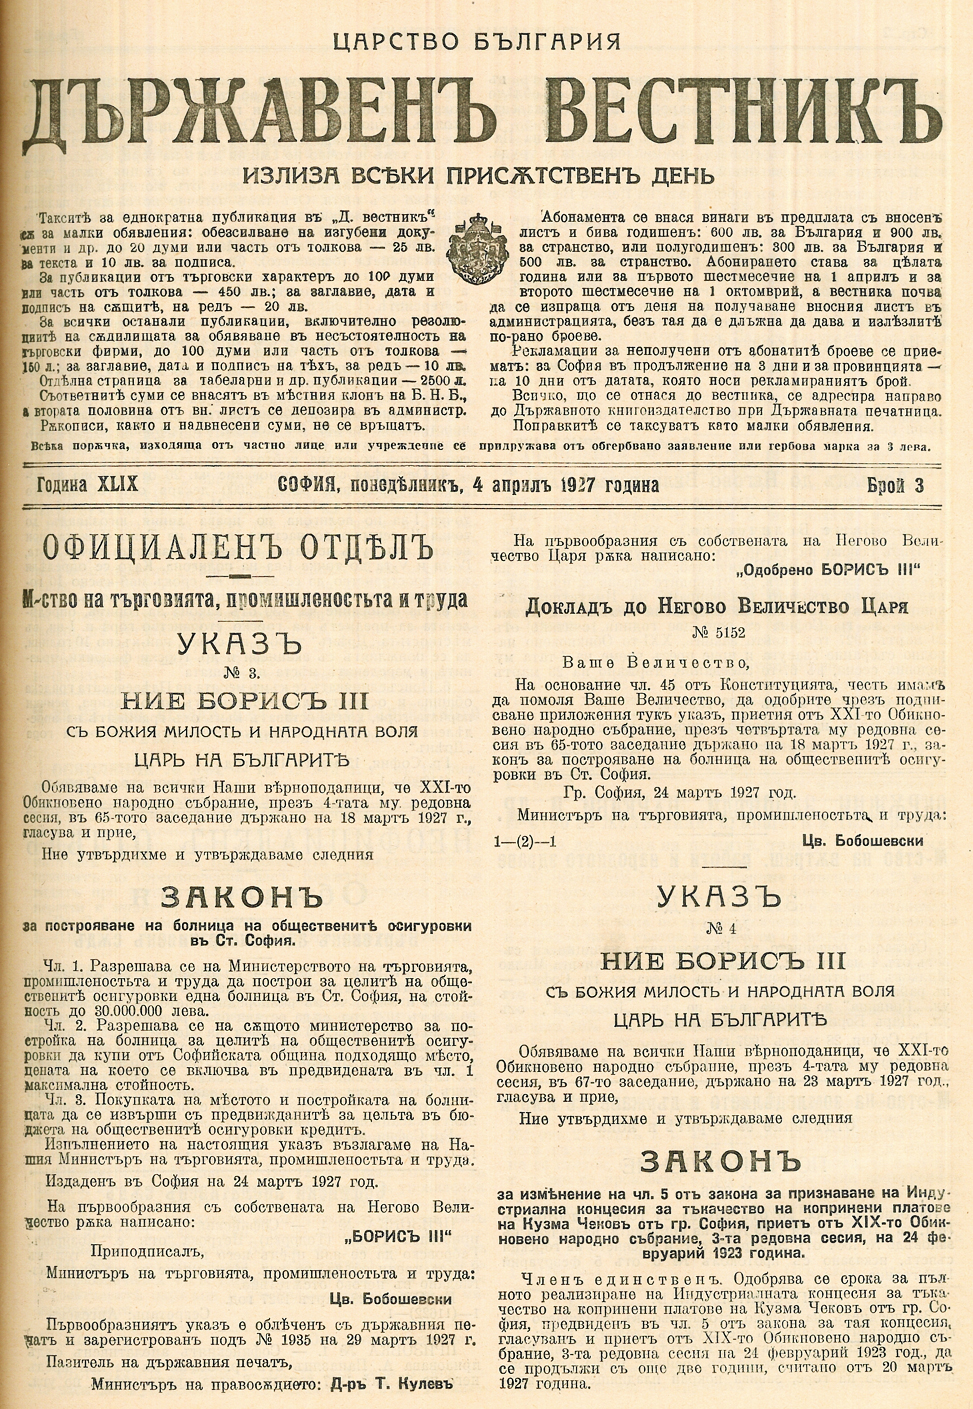 ЦАРСТВО БЪЛГАРИЯ
ДЪРЖАВЕНЪ ВЕСТНИКЪ
ИЗЛИЗА ВСѢКИ ПРИСѪТСТВЕНЪ ДЕНЬ
Таксите̌ за еднократна публикация въ „Д. вестникъ“
сѫ за малки обявления: обезсилване на изгубени доку-
менти и др. до 20 думи или часть отъ толкова — 25 лв.
за текста и 10 лв. за подписа.
За публикации отъ търговски характеръ до 100 думи
или часть отъ толкова — 450 лв.; за заглавие, дата и
подпись на сѫщитѣ, на редъ — 20 лв.
За всички останали публикации, включително резолю-
циитѣ на сѫдилищата за обявяване въ несъстоятелность на
търговски фирми, до 100 думи или часть отъ толкова —
150 л.; за заглавие, дата и подпись на тѣхъ, за редъ — 10 лв.
Отдѣлна страница за табеларни и др. публикации — 2500 л.
Съответнитѣ суми се внасятъ въ мѣстния клонъ на Б. Н. Б.,
а втората половина отъ вн. листъ се депозира въ администр.
Рѫкописи, както и надвнесени суми, не се връщатъ.
Абонамента се внася винаги въ предплата съ вносенъ
листъ и бива годишенъ: 600 лв. за България и 900 лв.
за странство, или полугодишенъ: 300 лв. за България и
500 лв. за странство. Абонирането става за цѣлата
година или за първото шестмесечие на 1 априлъ и за
второто шестмесечие на 1 октомврий, а вестника почва
да се изпраща отъ деня на получаване вносния листъ въ
администрацията, безъ тая да е длъжна да дава и излѣзлитѣ
по-рано броеве.
Рекламации за неполучени отъ абонатитѣ броеве се прие-
матъ: за София въ продължение на 3 дни и за провинцията —
на 10 дни от датата, която носи рекламираниятъ брой.
Всичко, що се отнася до вестника, се адресира направо
до Държавното книгоиздателство при Държавната печатница.
Поправкитѣ се таксуватъ като малки обявления.
Всѣка поржчка, изходяща отъ частно лице или учреждение се придружава отъ обгербвано заявление или гербова марка за 3 лева.
Година XLIX СОФИЯ, понедѣлникъ, 4 априлъ 1927 година Брой 3
ОФИЦИАЛЕНЪ ОТДѢЛЪ
М-ство на търговията, промишленостьта и труда
УКАЗЪ
№ 3.
НИЕ БОРИСЪ III
СЪ БОЖИЯ МИЛОСТЬ И НАРОДНАТА ВОЛЯ
ЦАРЬ НА БЪЛГАРИТѢ
Обявяваме на всички Наши вѣрноподаници, че XXI-то
Обикновено народно събрание, презъ 4-тата му редовна
сесия, въ 65-тото заседание държано на 18 мартъ 1927 г.,
гласува и прие,
Ние утвърдихме и утвърждаваме следния
ЗАКОНЪ
за построяване на болница на общественитѣ осигуровки
въ Ст. София.
Чл. 1. Разрешава се на Министерството на търговията,
промишленостьта и труда да построи за целитѣ на обще-
ственитѣ осигуровки една болница въ Ст. София, на стой-
ность до 30.000.000 лева.
Чл. 2. Разрешава се на сѫщото министерство за по-
стройка на болница за целитѣ на общественитѣ осигу-
ровки да купи отъ Софийската община подходящо мѣсто,
цената на което се включва въ предвидената въ чл. 1
максимална стойность.
Чл. 3. Покупката на мѣстото и постройката на болни-
цата да се извърши съ предвижданитѣ за цельта въ бю-
джета на общественитѣ осигуровки кредитъ.
Изпълнението на настоящия указъ възлагаме на На-
шия Министъръ на търговията, промишленостьта и труда.
Издаденъ въ София на 24 мартъ 1927 год.
На първообразния съ собствената на Негово Вели-
чество рѫка написано:
„БОРИСЪ III“
Приподписалъ,
Министъръ на търговията, промишленостьта и труда:
Цв. Бобошевски
Първообразниятъ указъ е облѣченъ съ държавния пе-
чатъ и зарегистрованъ подъ № 1935 на 29 мартъ 1927 г.
Пазитель на държавния печатъ,
Министъръ на правосѫдието: Д-ръ Т. Кулевъ
На първообразния съ собствената на Негово Вели-
чество Царя рѫка написано:
„Одобрено БОРИСЪ III“
ДОКЛАДЪ ДО НЕГОВО ВЕЛИЧЕСТВО ЦАРЯ
№ 5152
Ваше Величество,
На основание чл. 45 отъ Конституцията, честь имамъ
да помоля Ваше Величество, да одобрите чрезъ подпи-
сване приложения тукъ указъ, приетия отъ XXI-то Обикно-
вено народно събрание, презъ четвъртата му редовна се-
сия въ 65-тото заседание държано на 18 мартъ 1927 г., за-
конъ за построяване на болница на общественитѣ осигу-
ровки въ Ст. София.
Гр. София, 24 мартъ 1927 год.
Министъръ на търговията, промишленостьта и труда:
1—(2)—1 Цв. Бобошевски
УКАЗЪ
№ 4
НИЕ БОРИСЪ III
СЪ БОЖИЯ МИЛОСТЬ И НАРОДНАТА ВОЛЯ
ЦАРЬ НА БЪЛГАРИТѢ
Обявяваме на всички Наши вѣрноподаници, че XXI-то
Обикновено народно събрание, презъ 4-тата му редовна
сесия, въ 67-то заседание, държано на 23 мартъ 1927 год.,
гласува и прие,
Ние утвърдихме и утвърждаваме следния
ЗАКОНЪ
за измѣнение на чл. 5 отъ закона за признаване на Инду-
стриална концесия за тъкачество на копринени платове
на Кузма Чековъ отъ гр. София, приетъ отъ XIX-то Обик-
новено народно събрание, 3-та редовна сесия, на 24 фе-
вруарий 1923 година.
Членъ единственъ. Одобрява се срока за пъл-
ното реализиране на Индустриалната концесия за тъка-
чество на копринени платове на Кузма Чековъ отъ гр. Со-
фия, предвиденъ въ чл. 5 отъ закона за тая концесия,
гласуванъ и приетъ отъ XIX-то Обикновено народно съ-
брание, 3-та редовна сесия на 24 февруарий 1923 год., да
се продължи съ още две години, считано отъ 20 мартъ
1927 година.